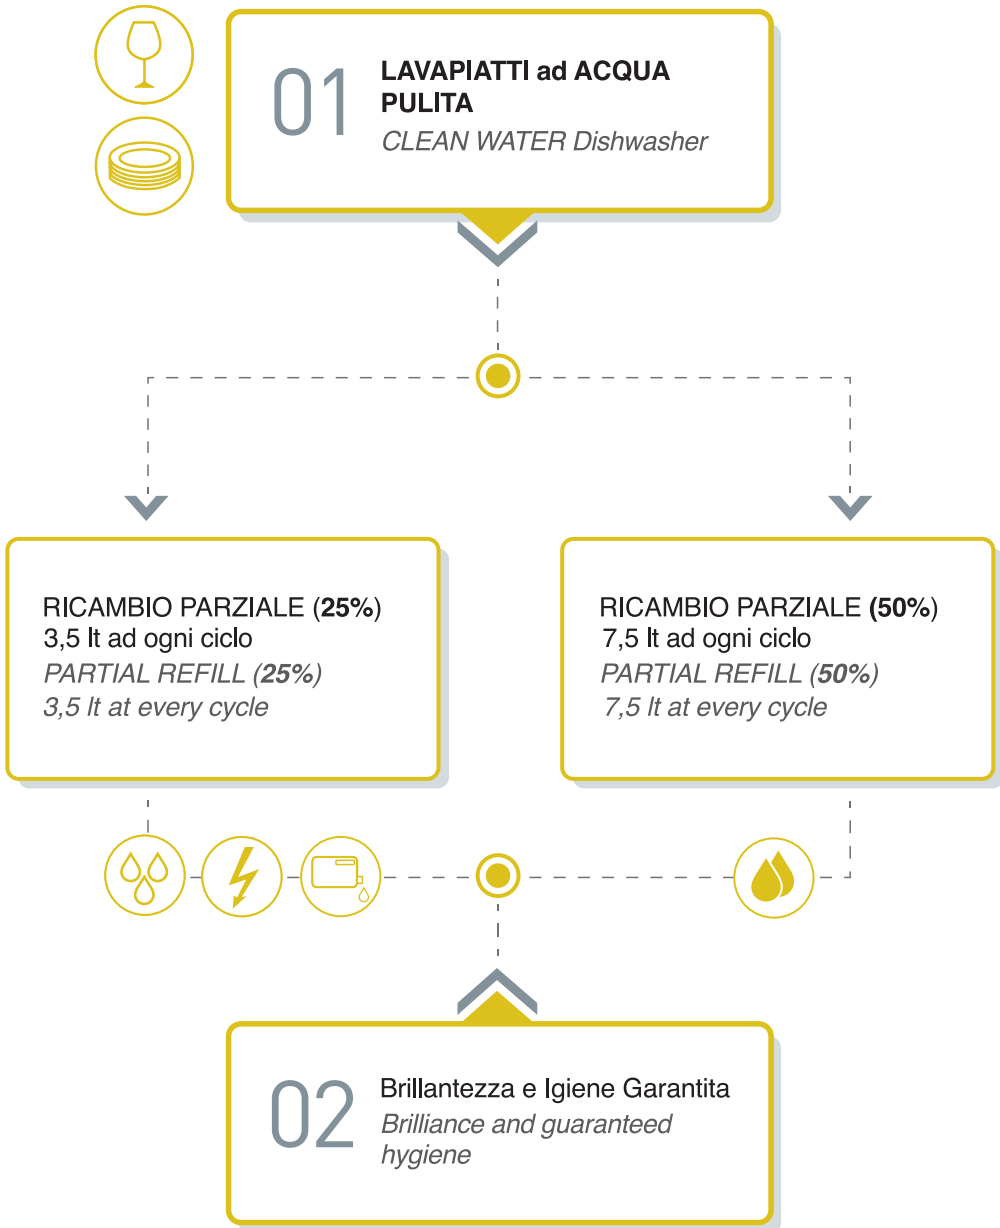 01
LAVAPIATTI ad ACQUA
PULITA
CLEAN WATER Dishwasher
RICAMBIO PARZIALE (25%)
3,5 lt ad ogni ciclo
PARTIAL REFILL (25%)
3,5 lt at every cycle
RICAMBIO PARZIALE (50%)
7,5 lt ad ogni ciclo
PARTIAL REFILL (50%)
7,5 lt at every cycle
02
Brillantezza e Igiene Garantita
Brilliance and guaranteed
hygiene